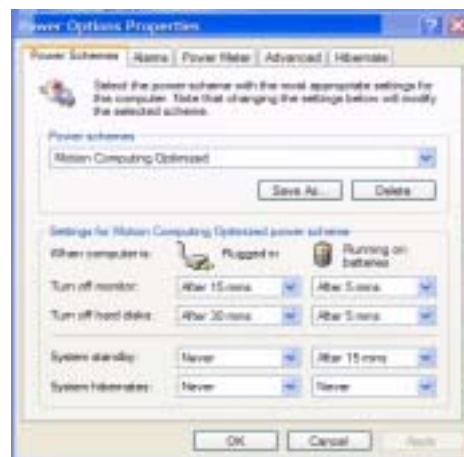 Power Options Properties
Power Schemes Alarms Power Meter Advanced Hibernate
Select the power scheme with the most appropriate settings for
this computer. Note that changing the settings below will modify
the selected scheme.
Power schemes
Motion Computing Optimized
Save As... Delete
Settings for Motion Computing Optimized power scheme
When computer is: Plugged in Running on
batteries
Turn off monitor: After 15 mins After 5 mins
Turn off hard disks: After 30 mins After 5 mins
System standby: Never After 15 mins
System hibernates: Never Never
OK Cancel Apply